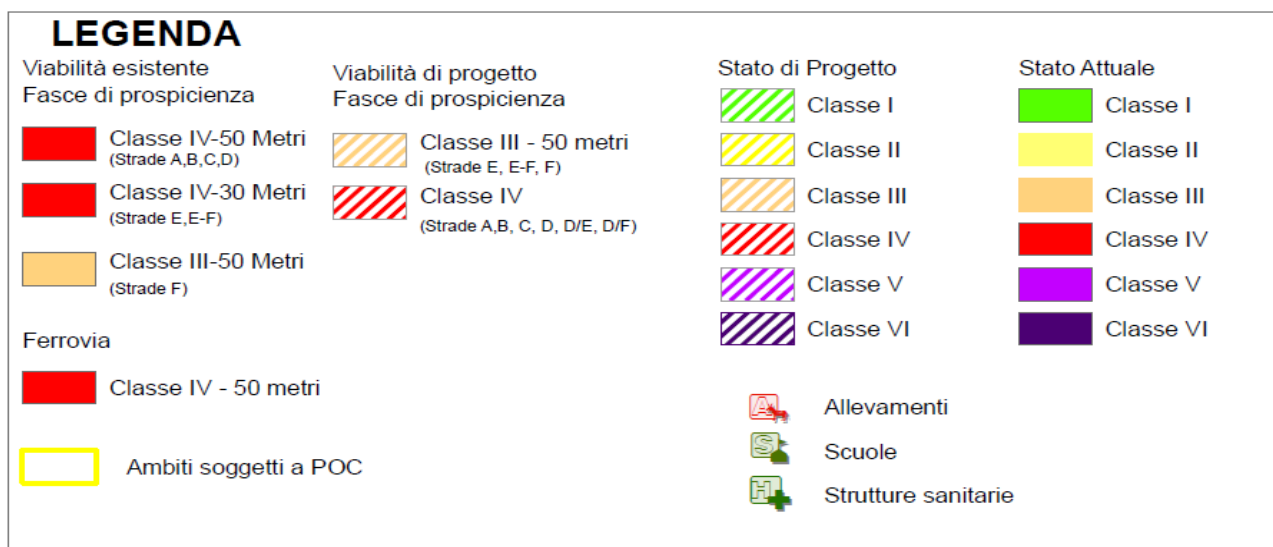 LEGENDA
Viabilità esistente
Fasce di prospicienza
Classe IV-50 Metri
(Strade A,B,C,D)
Classe IV-30 Metri
(Strade E,E-F)
Classe III-50 Metri
(Strade F)
Ferrovia
Classe IV - 50 metri
Ambiti soggetti a POC
Viabilità di progetto
Fasce di prospicienza
Classe III - 50 metri
(Strade E, E-F, F)
Classe IV
(Strade A,B, C, D, D/E, D/F)
Stato di Progetto
Classe I
Classe II
Classe III
Classe IV
Classe V
Classe VI
Stato Attuale
Classe I
Classe II
Classe III
Classe IV
Classe V
Classe VI
A Allevamenti
S Scuole
H Strutture sanitarie